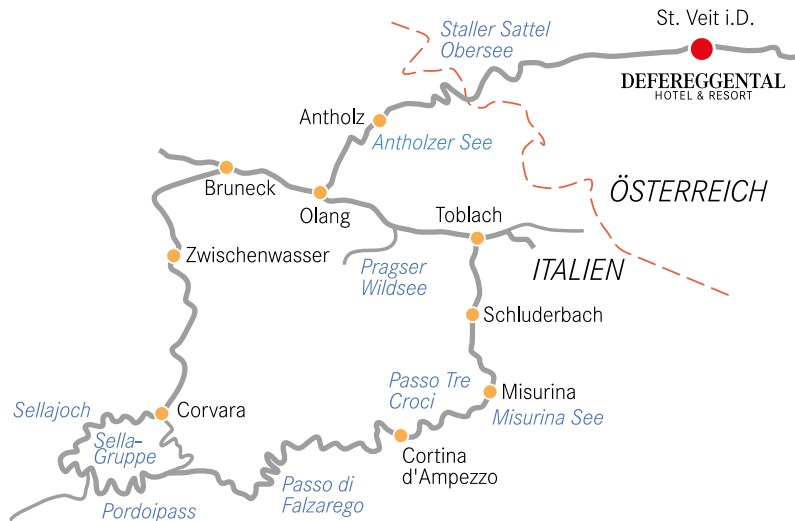 St. Veit i.D.
Staller Sattel
Obersee
DEFEREGGENTAL
HOTEL & RESORT
Antholz
Antholzer See
Bruneck
ÖSTERREICH
Olang
Toblach
Zwischenwasser
Pragser
Wildsee
ITALIEN
Schluderbach
Passo Tre
Croci
Misurina
Misurina See
Sellajoch
Corvara
Sella-
Gruppe
Cortina
d'Ampezzo
Passo di
Falzarego
Pordoipass